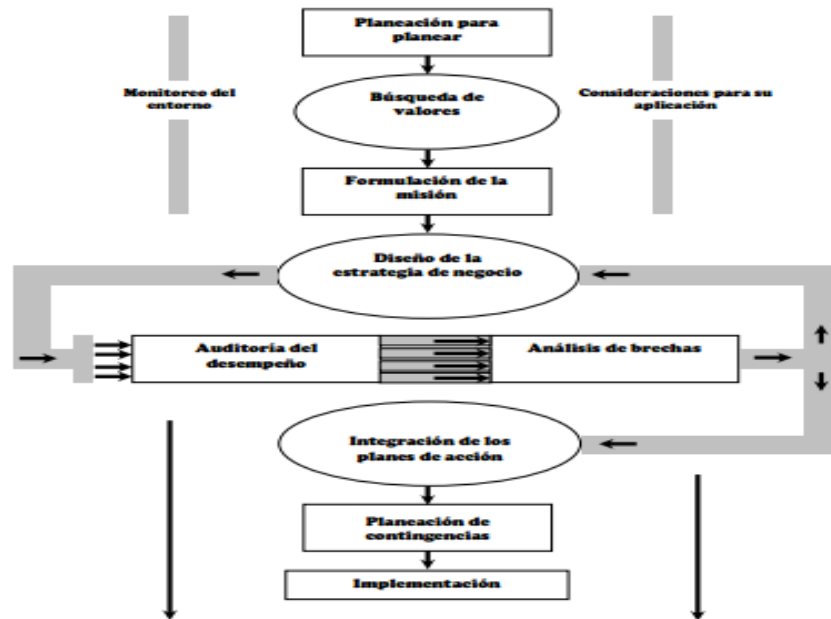 Planeación para
planear
Monitoreo del
entorno
Búsqueda de
valores
Consideraciones para su
aplicación
Formulación de la
misión
Diseño de la
estrategia de negocio
Auditoría del
desempeño
Análisis de brechas
Integración de los
planes de acción
Planeación de
contingencias
Implementación